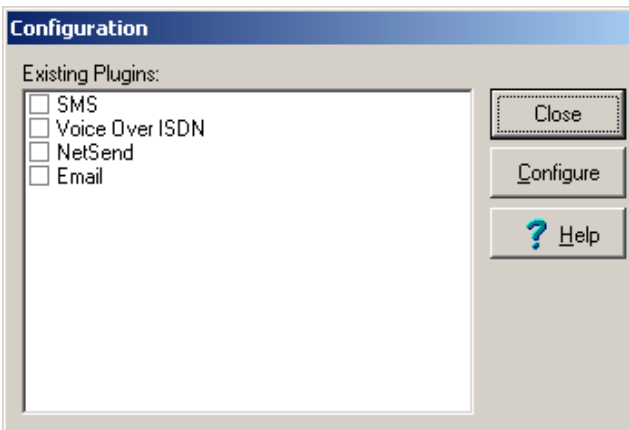 Configuration
Existing Plugins:
SMS
Voice Over ISDN
NetSend
Email
Close
Configure
? Help